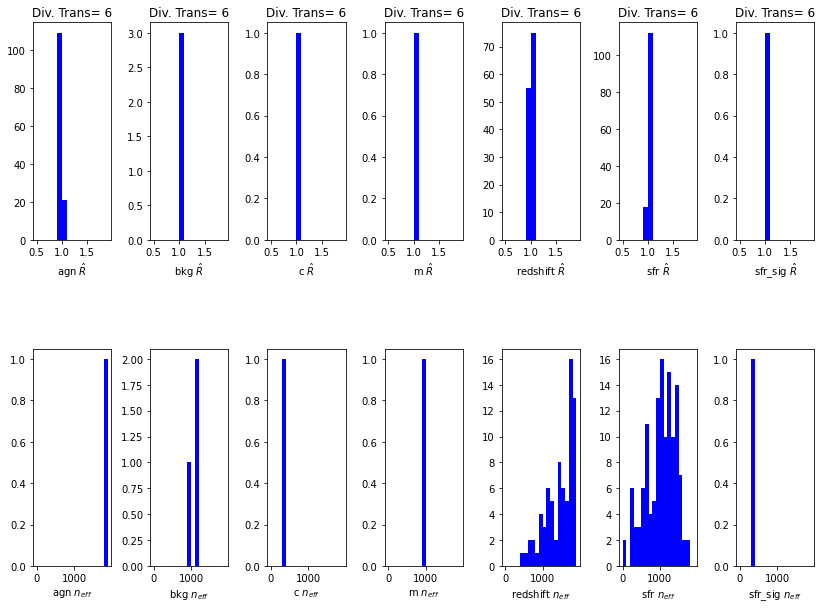 Div. Trans= 6 Div. Trans= 6 Div. Trans= 6 Div. Trans= 6 Div. Trans= 6 Div. Trans= 6 Div. Trans= 6
100 80 60 40 20 0
0.5 1.0 1.5
agn R̂
3.0 2.5 2.0 1.5 1.0 0.5 0.0
0.5 1.0 1.5
bkg R̂
1.0 0.8 0.6 0.4 0.2 0.0
0.5 1.0 1.5
c R̂
1.0 0.8 0.6 0.4 0.2 0.0
0.5 1.0 1.5
m R̂
70 60 50 40 30 20 10 0
0.5 1.0 1.5
redshift R̂
100 80 60 40 20 0
0.5 1.0 1.5
sfr R̂
1.0 0.8 0.6 0.4 0.2 0.0
0.5 1.0 1.5
sfr_sig R̂
1.0 0.8 0.6 0.4 0.2 0.0
0 1000
agn n_eff
2.00 1.75 1.50 1.25 1.00 0.75 0.50 0.25 0.00
0 1000
bkg n_eff
1.0 0.8 0.6 0.4 0.2 0.0
0 1000
c n_eff
1.0 0.8 0.6 0.4 0.2 0.0
0 1000
m n_eff
16 14 12 10 8 6 4 2 0
0 1000
redshift n_eff
16 14 12 10 8 6 4 2 0
0 1000
sfr n_eff
1.0 0.8 0.6 0.4 0.2 0.0
0 1000
sfr_sig n_eff